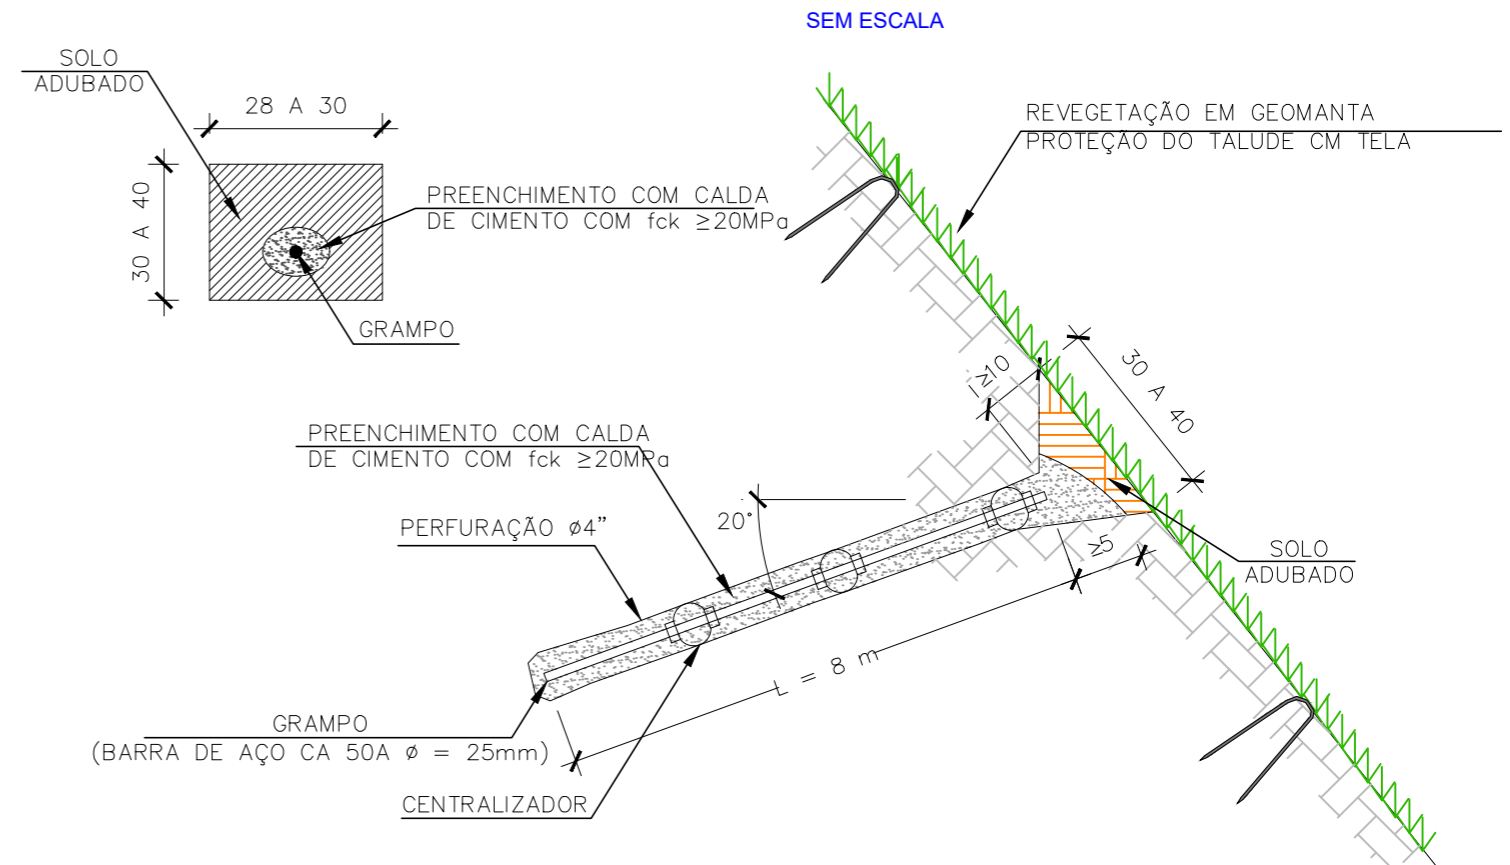 SEM ESCALA
SOLO
ADUBADO
28 A 30
30 A 40
PREENCHIMENTO COM CALDA
DE CIMENTO COM fck ≥20MPa
GRAMPO
REVEGETAÇÃO EM GEOMANTA
PROTEÇÃO DO TALUDE CM TELA
≥10
30 A 40
PREENCHIMENTO COM CALDA
DE CIMENTO COM fck ≥20MPa
20°
PERFURAÇÃO ø4"
≥5
SOLO
ADUBADO
L = 8 m
GRAMPO
(BARRA DE AÇO CA 50A ø = 25mm)
CENTRALIZADOR